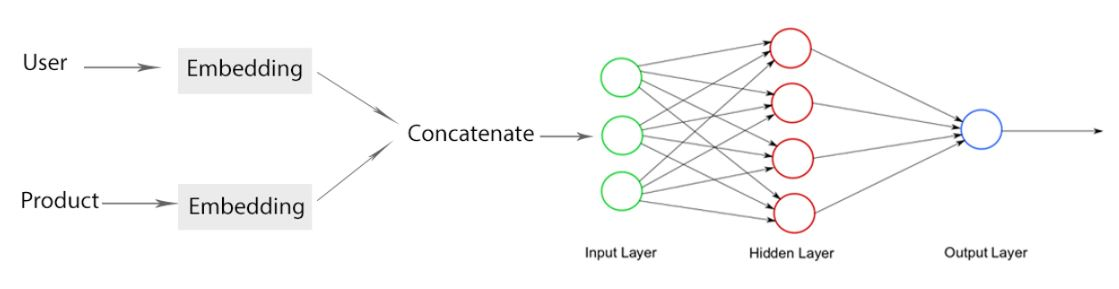 User
Embedding
Concatenate
Product
Embedding
Input Layer
Hidden Layer
Output Layer